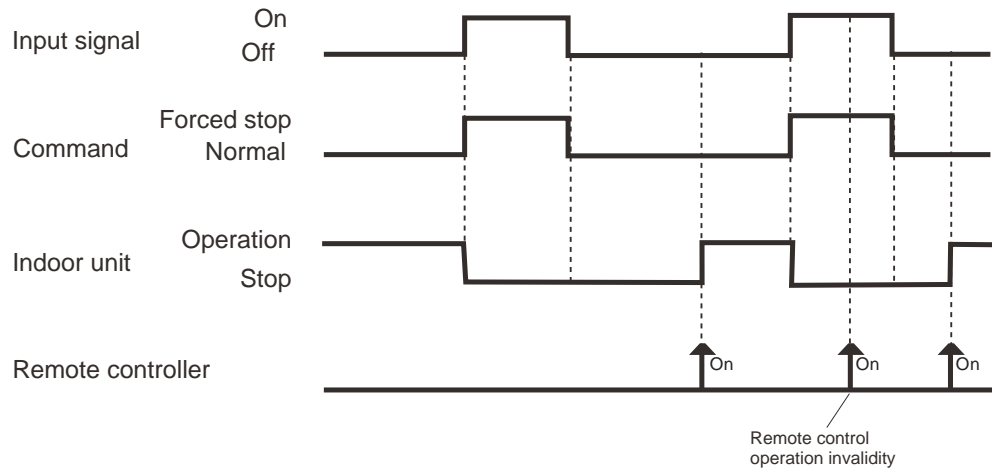 On
Input signal
Off
Forced stop
Command
Normal
Operation
Indoor unit
Stop
On
On
On
Remote controller
Remote control
operation invalidity